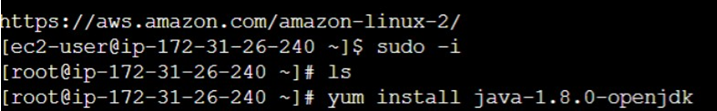 https://aws.amazon.com/amazon-linux-2/
[ec2-user@ip-172-31-26-240 ~]$ sudo -i
[root@ip-172-31-26-240 ~]# ls
[root@ip-172-31-26-240 ~]# yum install java-1.8.0-openjdk